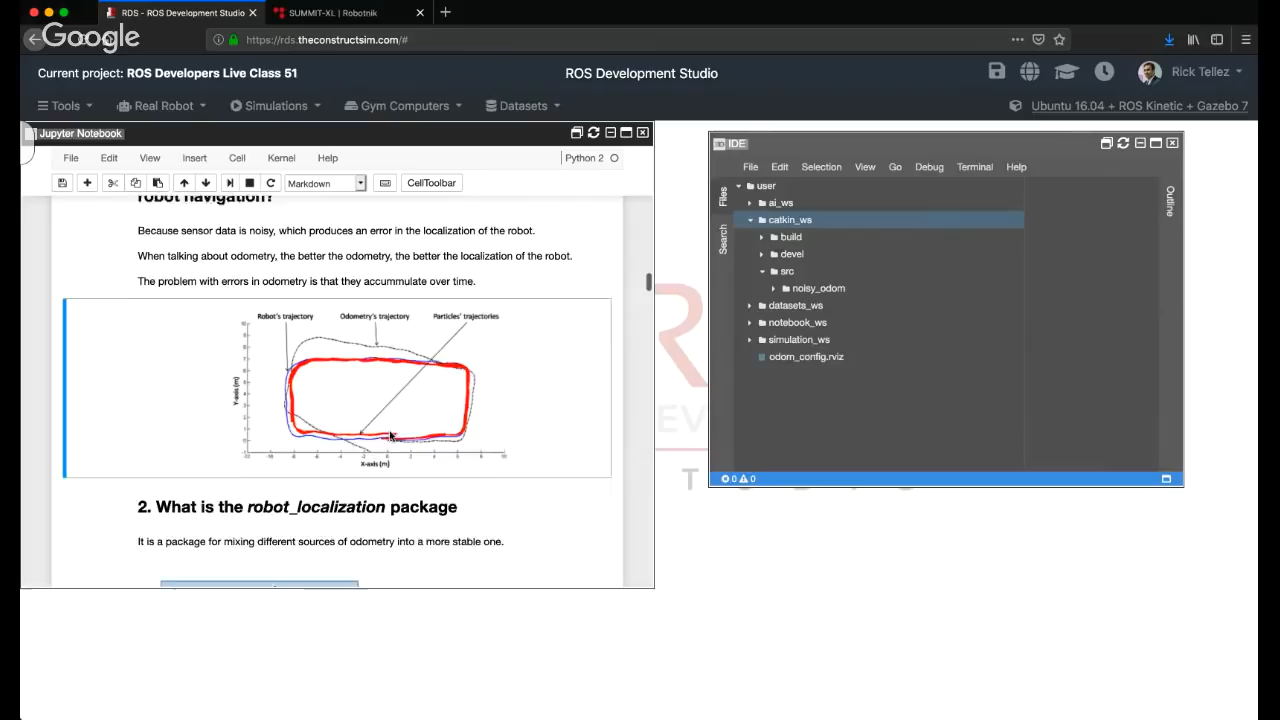 RDS - ROS Development Studio
SUMMIT-XL | Robotnik
Google
https://rds.theconstructsim.com/#
Current project: ROS Developers Live Class 51
ROS Development Studio
Rick Tellez
Tools
Real Robot
Simulations
Gym Computers
Datasets
Ubuntu 16.04 + ROS Kinetic + Gazebo 7
Jupyter Notebook
File Edit View Insert Cell Kernel Help
Python 2
Markdown
CellToolbar
robot navigation?
Because sensor data is noisy, which produces an error in the localization of the robot.
When talking about odometry, the better the odometry, the better the localization of the robot.
The problem with errors in odometry is that they accummulate over time.
Robot's trajectory
Odometry's trajectory
Particles' trajectories
Y-axis (m)
X-axis (m)
2. What is the robot_localization package
It is a package for mixing different sources of odometry into a more stable one.
IDE
File Edit Selection View Go Debug Terminal Help
Files
Search
Outline
user
ai_ws
catkin_ws
build
devel
src
noisy_odom
datasets_ws
notebook_ws
simulation_ws
odom_config.rviz
0 0